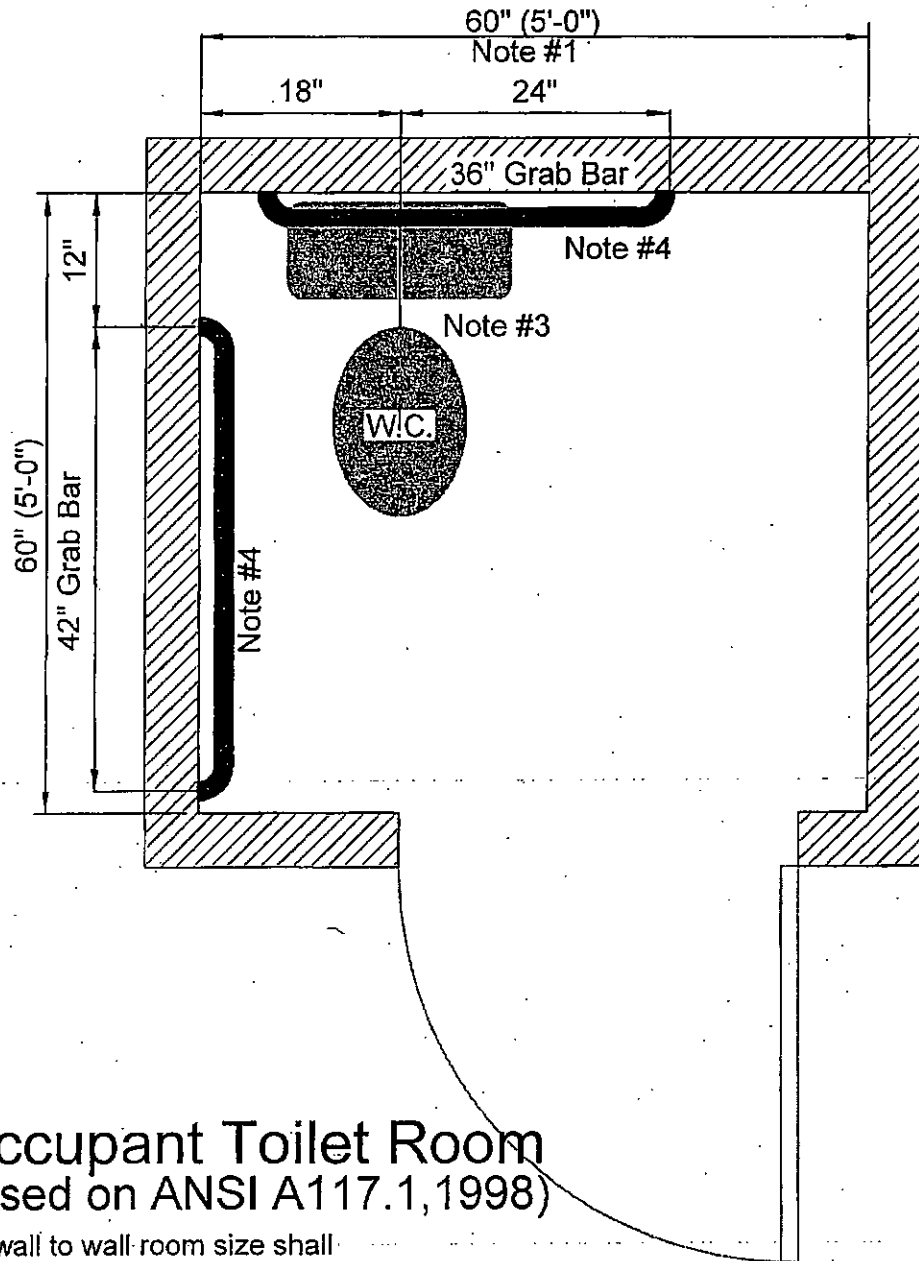 60" (5'-0")
Note #1
18"
24"
36" Grab Bar
12"
Note #4
Note #3
W.C.
60" (5'-0")
42" Grab Bar
Note #4
ccupant Toilet Room
sed on ANSI A117.1,1998)
wall to wall room size shall